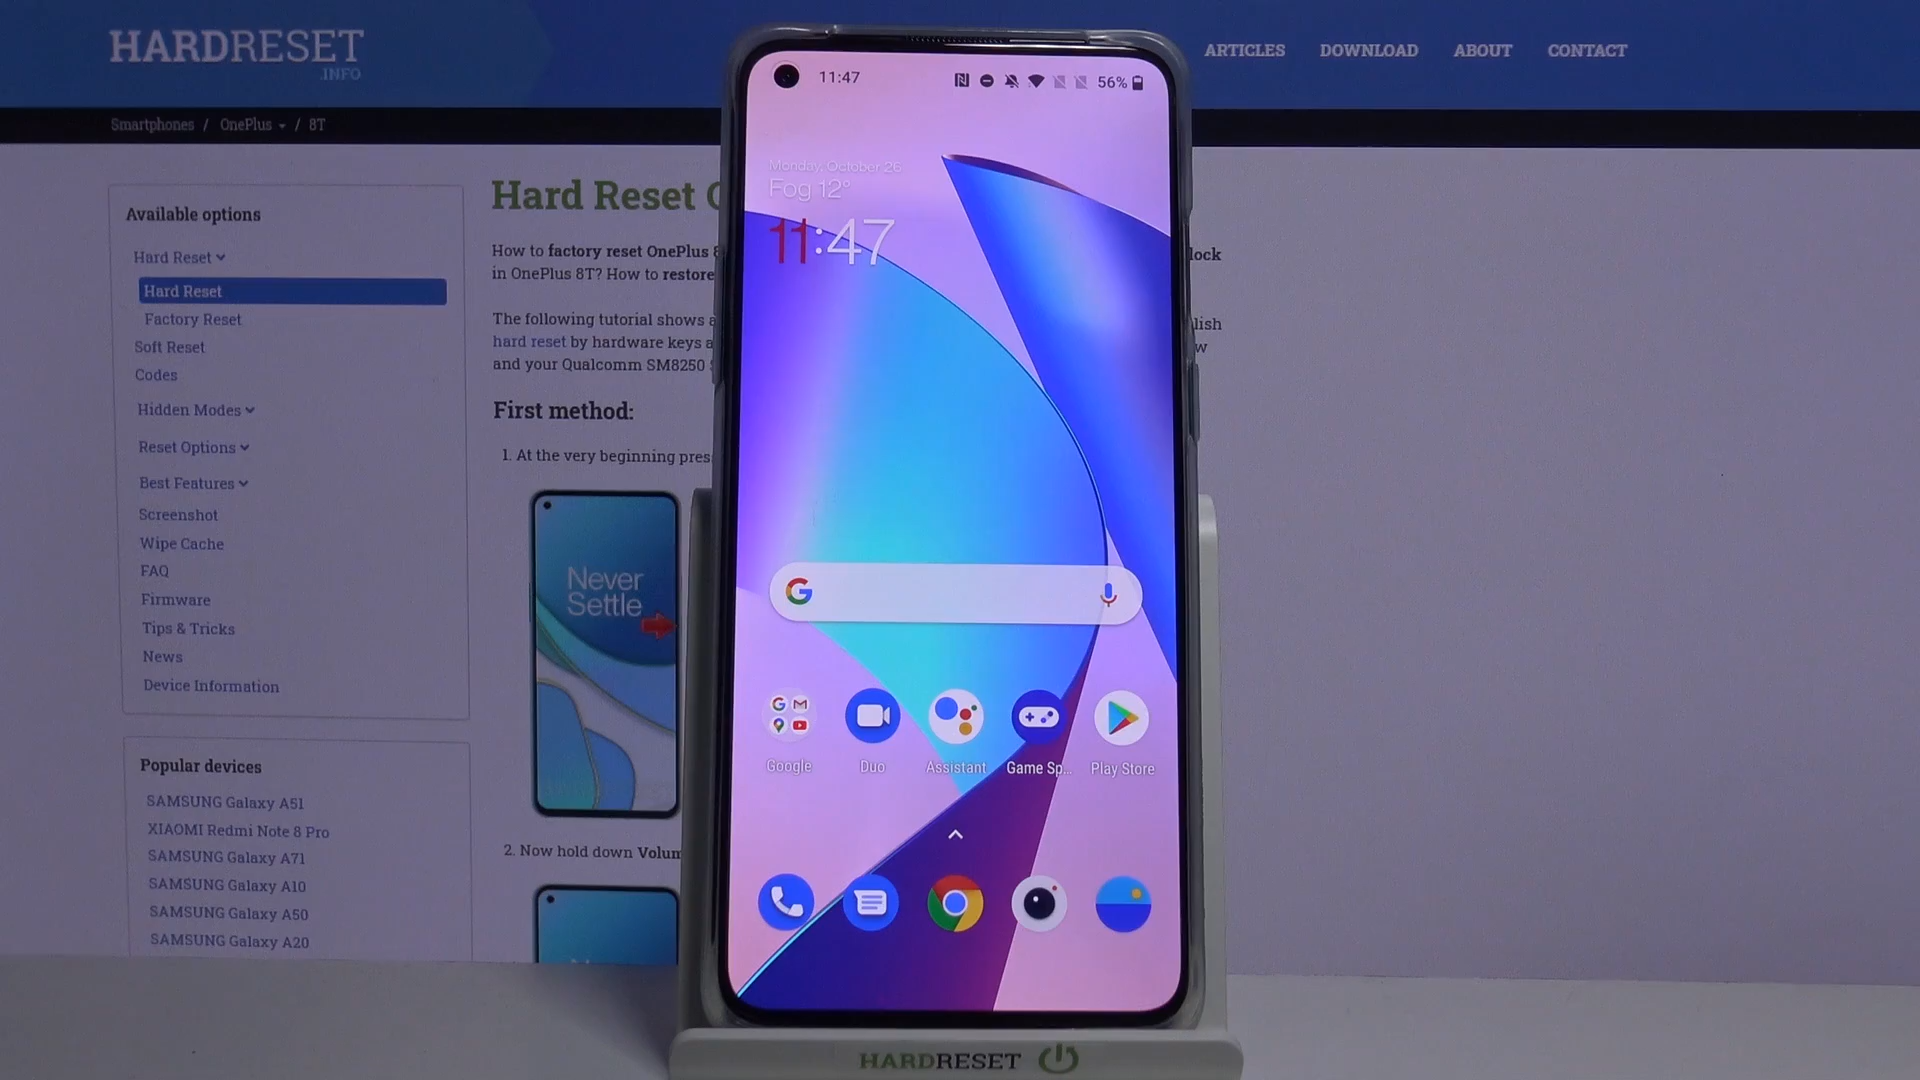 HARDRESET
.INFO
ARTICLES DOWNLOAD ABOUT CONTACT
Smartphones / OnePlus / 8T
Available options
Hard Reset
Hard Reset
Factory Reset
Soft Reset
Codes
Hidden Modes
Reset Options
Best Features
Screenshot
Wipe Cache
FAQ
Firmware
Tips & Tricks
News
Device Information
Popular devices
SAMSUNG Galaxy A51
XIAOMI Redmi Note 8 Pro
SAMSUNG Galaxy A71
SAMSUNG Galaxy A10
SAMSUNG Galaxy A50
SAMSUNG Galaxy A20
Hard Reset
How to factory reset OnePlus
in OnePlus 8T? How to restore
The following tutorial shows
hard reset by hardware keys
and your Qualcomm SM8250
First method:
1. At the very beginning
Never
Settle
2. Now hold down
11:47 56%
Monday, October 26
Fog 12°
11:47
Google Duo Assistant Game Sp... Play Store
HARDRESET